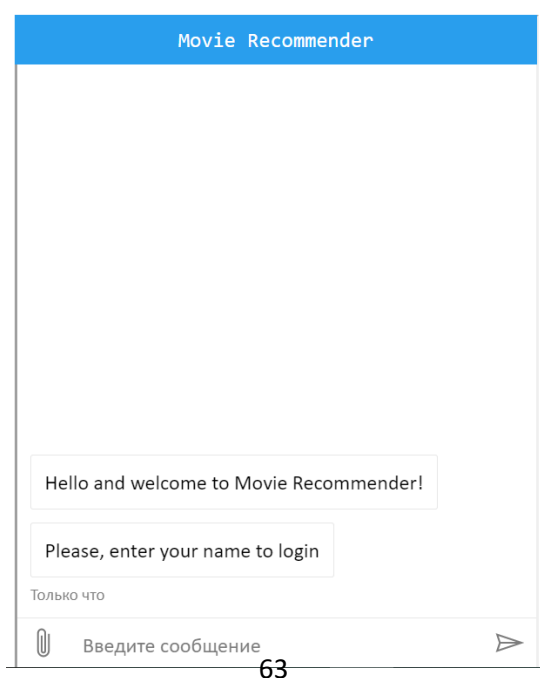 Movie Recommender
Hello and welcome to Movie Recommender!
Please, enter your name to login
Только что
Введите сообщение
63